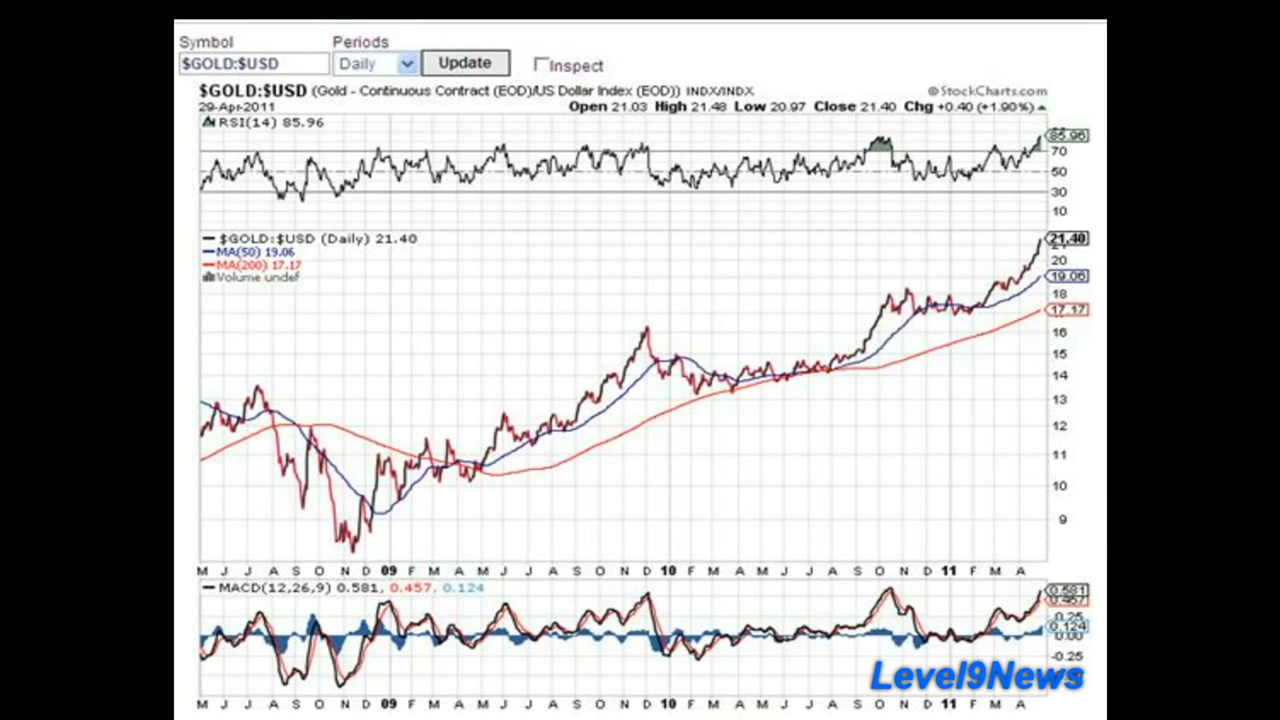 Symbol Periods
$GOLD:$USD Daily Update Inspect
$GOLD:$USD (Gold - Continuous Contract (EOD)/US Dollar Index (EOD)) INDX/INDX © StockCharts.com
29-Apr-2011 Open 21.03 High 21.48 Low 20.97 Close 21.40 Chg +0.40 (+1.90%)
RSI(14) 85.96
85.96
70
50
30
10
$GOLD:$USD (Daily) 21.40
MA(50) 19.06
MA(200) 17.17
Volume undef
21.40
20
19.06
18
17.17
16
15
14
13
12
11
10
9
M J J A S O N D 09 F M A M J J A S O N D 10 F M A M J J A S O N D 11 F M A
MACD(12,26,9) 0.581, 0.457, 0.124
0.581
0.457
0.25
0.124
0.00
-0.25
Level9News
M J J A S O N D 09 F M A M J J A S O N D 10 F M A M J J A S O N D 11 F M A